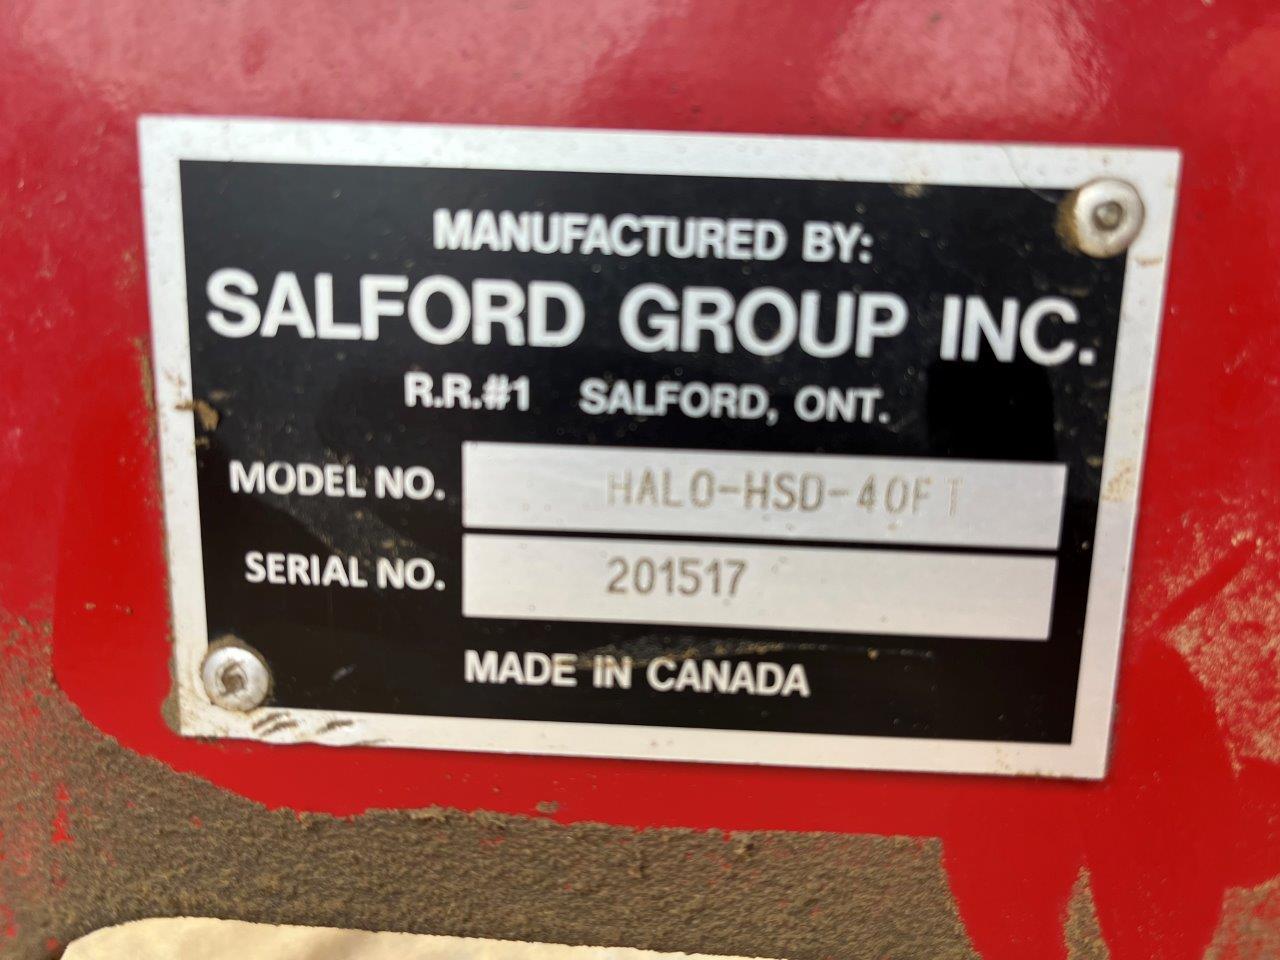 MANUFACTURED BY:
SALFORD GROUP INC.
R.R.#1 SALFORD, ONT.
MODEL NO. HALO-HSD-40FT
SERIAL NO. 201517
MADE IN CANADA